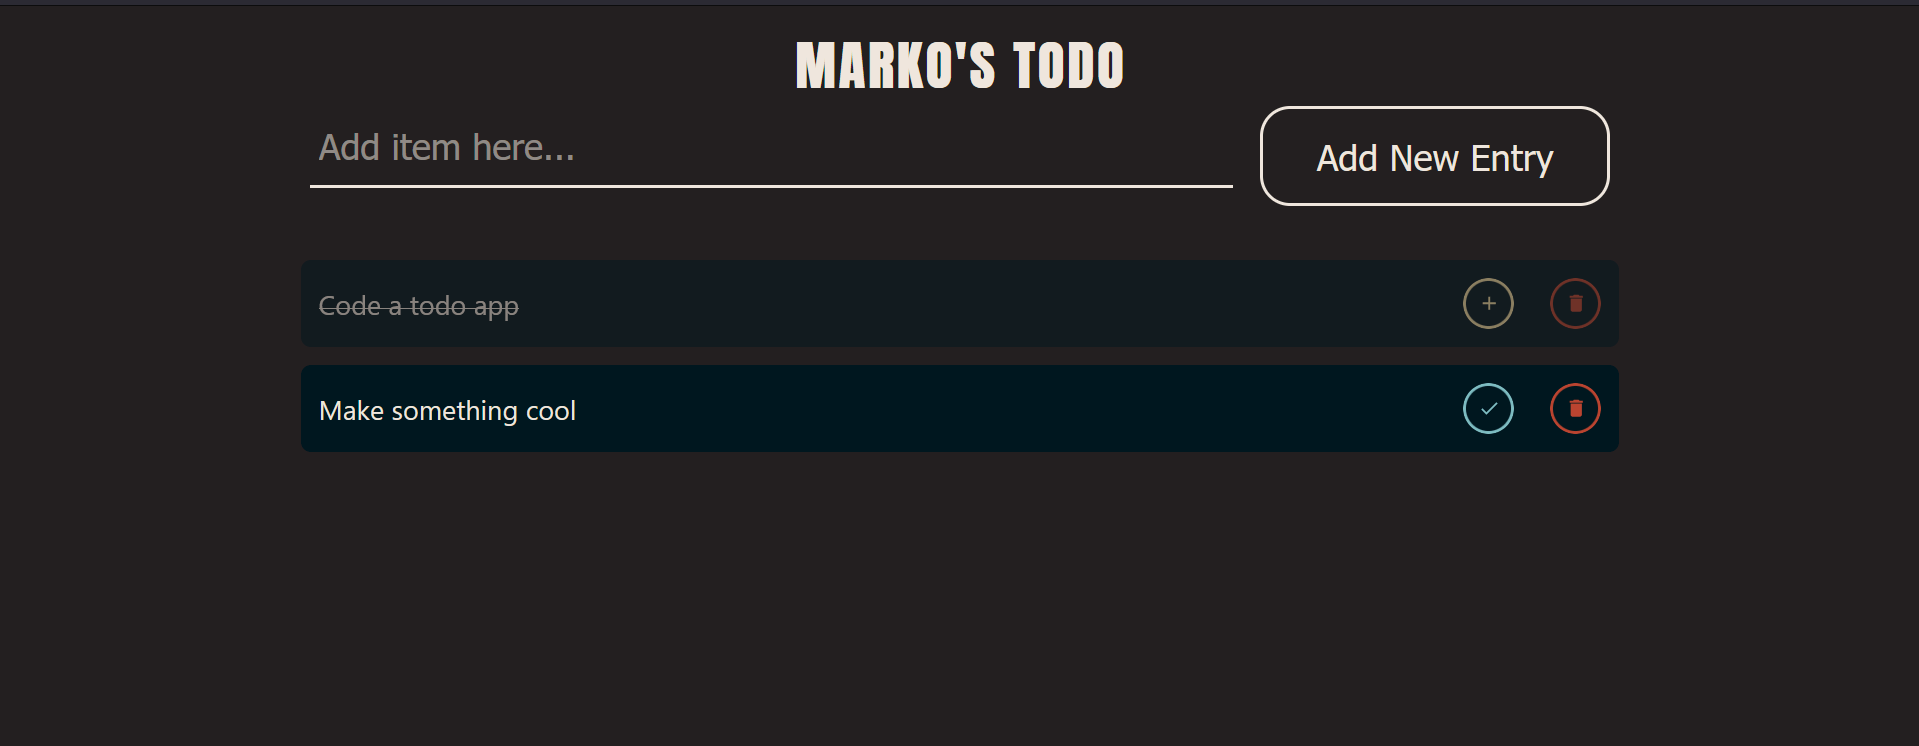 MARKO'S TODO
Add item here...
Add New Entry
Code a todo app
Make something cool